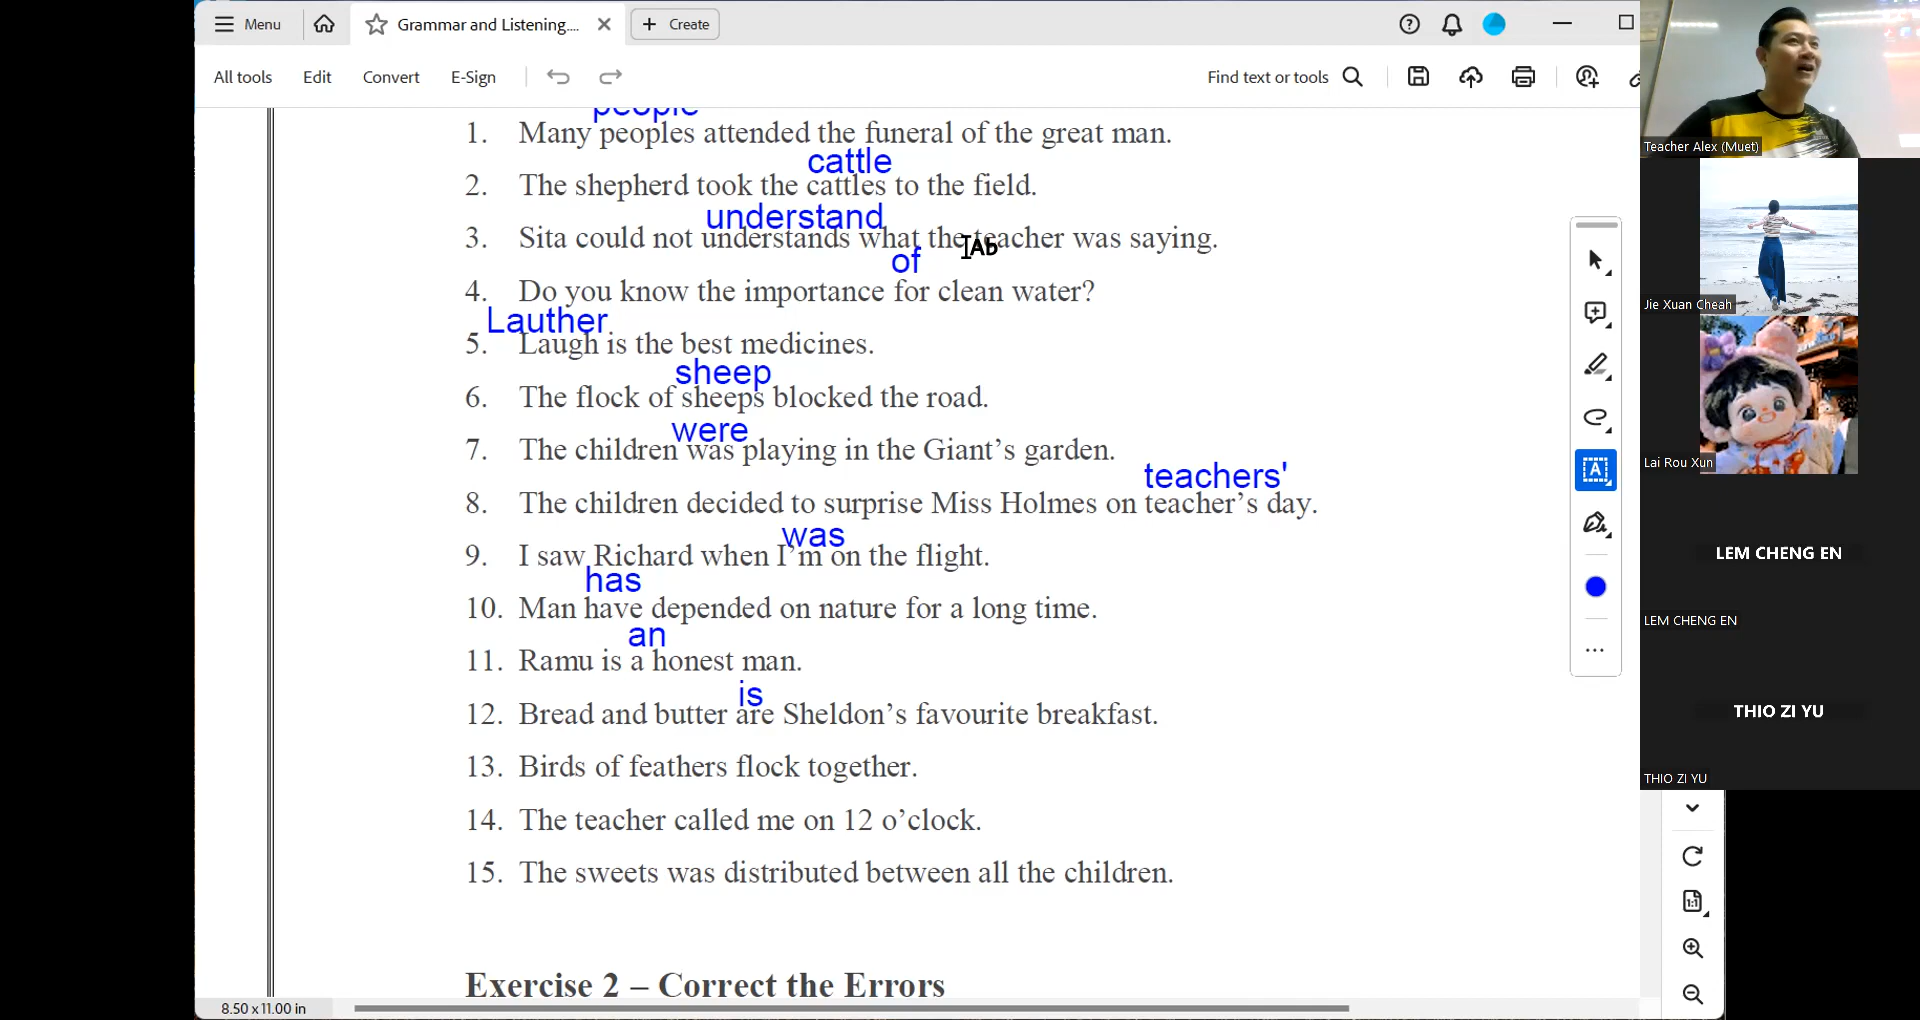 Menu
Grammar and Listening....
Create
All tools
Edit
Convert
E-Sign
Find text or tools
people
1. Many peoples attended the funeral of the great man.
cattle
2. The shepherd took the cattles to the field.
understand
3. Sita could not understands what the teacher was saying.
Ab
of
4. Do you know the importance for clean water?
Lauther
5. Laugh is the best medicines.
sheep
6. The flock of sheeps blocked the road.
were
7. The children was playing in the Giant’s garden.
teachers'
8. The children decided to surprise Miss Holmes on teacher’s day.
was
9. I saw Richard when I’m on the flight.
has
10. Man have depended on nature for a long time.
an
11. Ramu is a honest man.
is
12. Bread and butter are Sheldon’s favourite breakfast.
13. Birds of feathers flock together.
14. The teacher called me on 12 o’clock.
15. The sweets was distributed between all the children.
Exercise 2 – Correct the Errors
8.50 x 11.00 in
A
1:1
Teacher Alex (Muet)
Jie Xuan Cheah
Lai Rou Xun
LEM CHENG EN
LEM CHENG EN
THIO ZI YU
THIO ZI YU